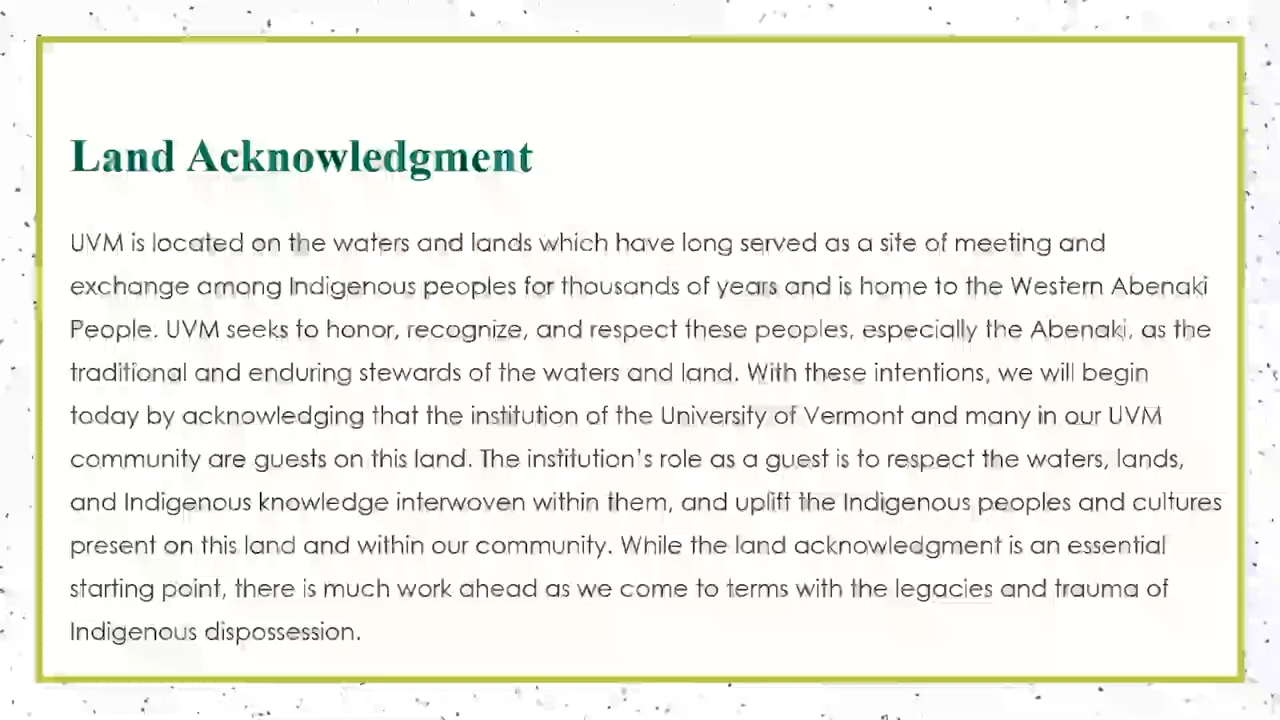 Land Acknowledgment
UVM is located on the waters and lands which have long served as a site of meeting and
exchange among Indigenous peoples for thousands of years and is home to the Western Abenaki
People. UVM seeks to honor, recognize, and respect these peoples, especially the Abenaki, as the
traditional and enduring stewards of the waters and land. With these intentions, we will begin
today by acknowledging that the institution of the University of Vermont and many in our UVM
community are guests on this land. The institution's role as a guest is to respect the waters, lands,
and Indigenous knowledge interwoven within them, and uplift the Indigenous peoples and cultures
present on this land and within our community. While the land acknowledgment is an essential
starting point, there is much work ahead as we come to terms with the legacies and trauma of
Indigenous dispossession.